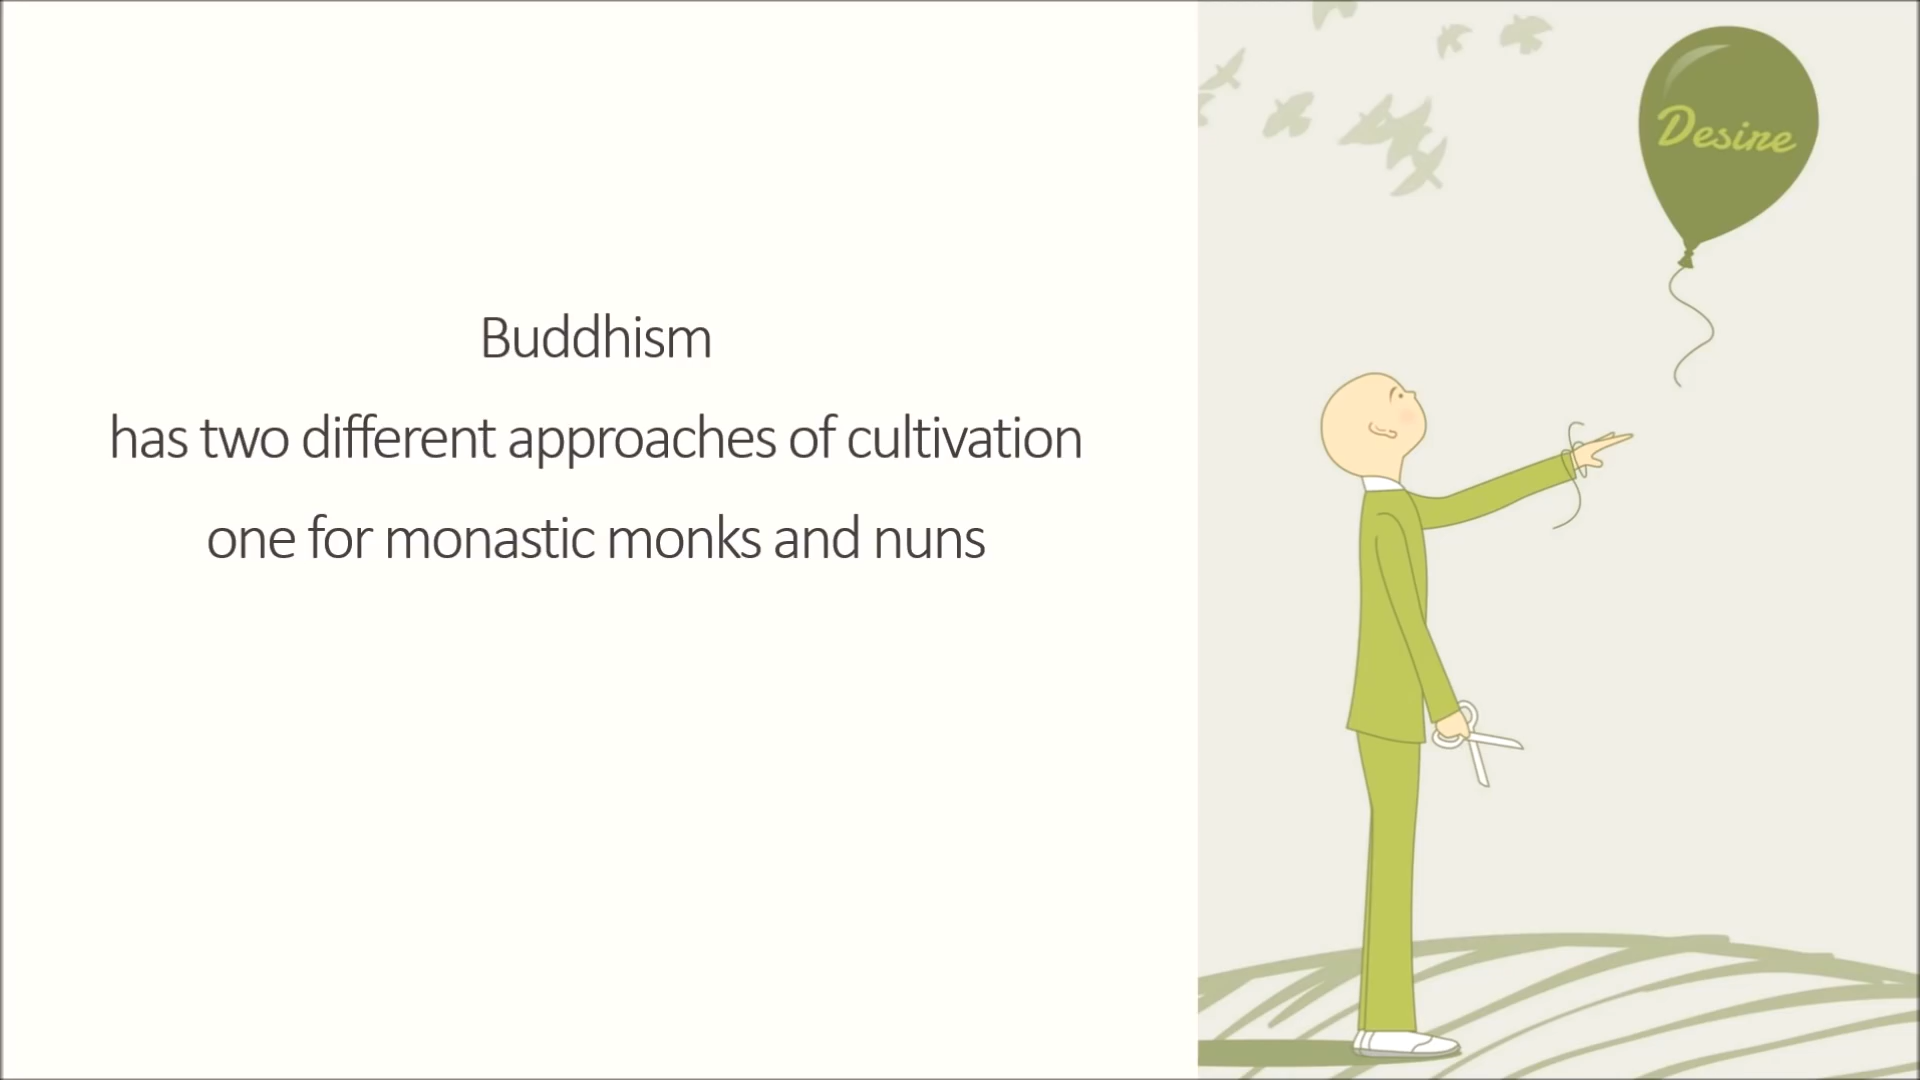 Buddhism
has two different approaches of cultivation
one for monastic monks and nuns
Desire